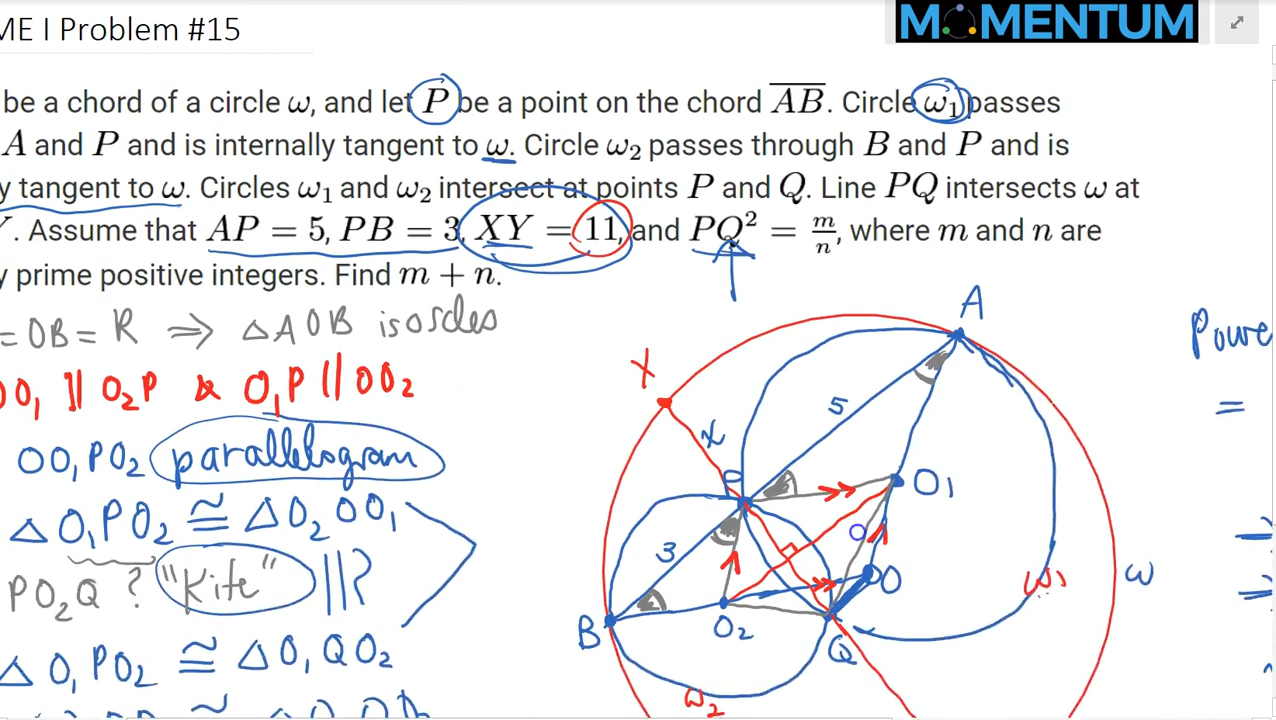 ME I Problem #15
MOMENTUM
be a chord of a circle ω, and let P be a point on the chord AB. Circle ω₁ passes
A and P and is internally tangent to ω. Circle ω₂ passes through B and P and is
y tangent to ω. Circles ω₁ and ω₂ intersect at points P and Q. Line PQ intersects ω at
Y. Assume that AP = 5, PB = 3, XY = 11, and PQ² = m/n, where m and n are
y prime positive integers. Find m + n.
= OB = R ⇒ △AOB isoscles
OO₁ || O₂P & O₁P || OO₂
OO₁PO₂ parallelogram
△O₁PO₂ ≅ △O₂OO₁
PO₂Q ? "Kite"
△O₁PO₂ ≅ △O₁QO₂
A
X
5
x
P
O₁
3
O
ω₁
ω
B
O₂
Q
ω₂
Powe
=